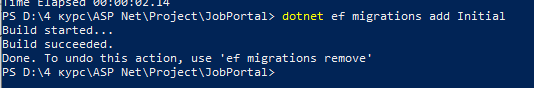 Time Elapsed 00:00:02.14
PS D:\4 курс\ASP Net\Project\JobPortal> dotnet ef migrations add Initial
Build started...
Build succeeded.
Done. To undo this action, use 'ef migrations remove'
PS D:\4 курс\ASP Net\Project\JobPortal>